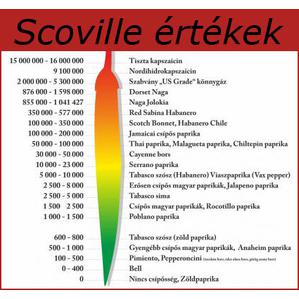 Scoville értékek
15 000 000 - 16 000 000 Tiszta kapszaicin
9 100 000 Nordihidrokapszaicin
2 000 000 - 5 300 000 Szabvány „US Grade” könnygáz
876 000 - 1 598 000 Dorset Naga
855 000 - 1 041 427 Naga Jolokia
350 000 - 577 000 Red Sabina Habanero
100 000 - 350 000 Scotch Bonnet, Habanero Chile
100 000 - 200 000 Jamaicai csípős paprika
50 000 - 100 000 Thai paprika, Malagueta paprika, Chiltepin paprika
30 000 - 50 000 Cayenne bors
10 000 - 23 000 Serrano paprika
7 000 - 8 000 Tabasco szósz (Habanero) Viaszpaprika (Vax pepper)
2 500 - 8 000 Erősen csípős magyar paprikák, Jalapeno paprika
2 500 - 5 000 Tabasco sima
1 500 2 500 Csípős magyar paprikák, Rocotillo paprika
1 000 - 1 500 Poblano paprika
600 - 800 Tabasco szósz (zöld paprika)
500 - 1 000 Gyengébb csípős magyar paprikák, Anaheim paprika
100 - 500 Pimiento, Pepperoncini
0 - 400 Bell
0 Nincs csípősség, Zöldpaprika